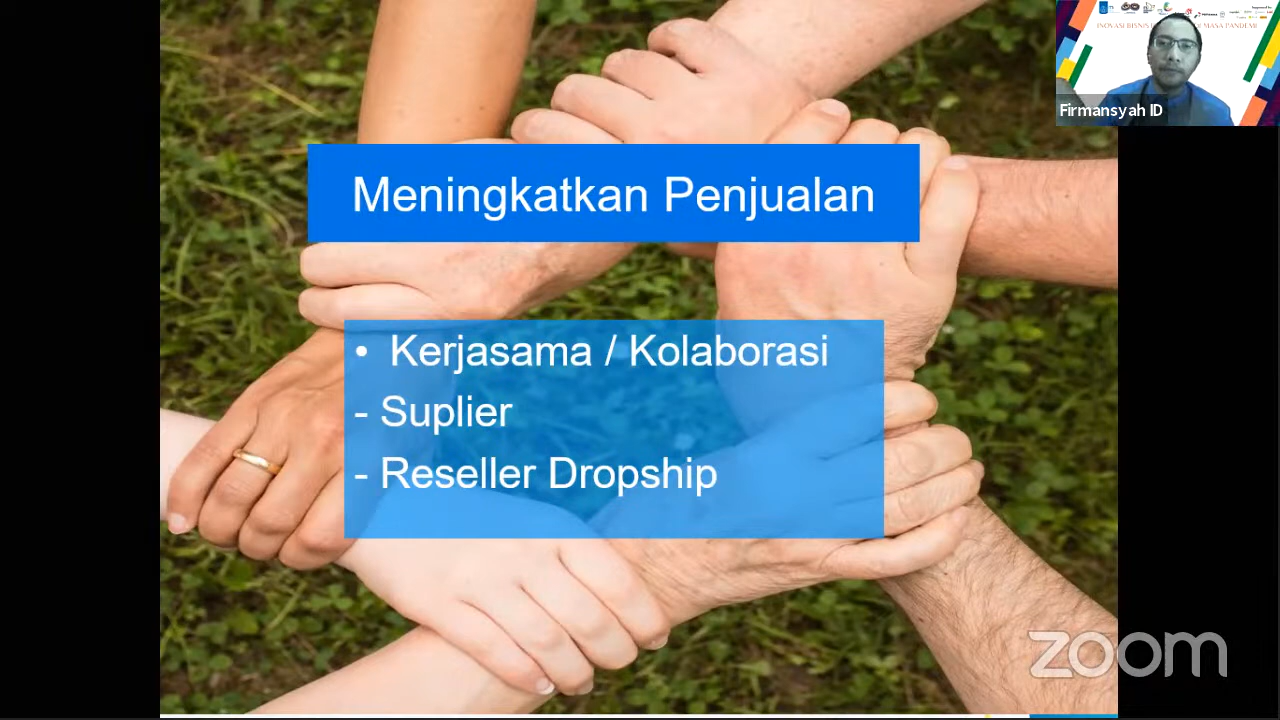 Meningkatkan Penjualan
• Kerjasama / Kolaborasi
- Suplier
- Reseller Dropship
Firmansyah ID
zoom